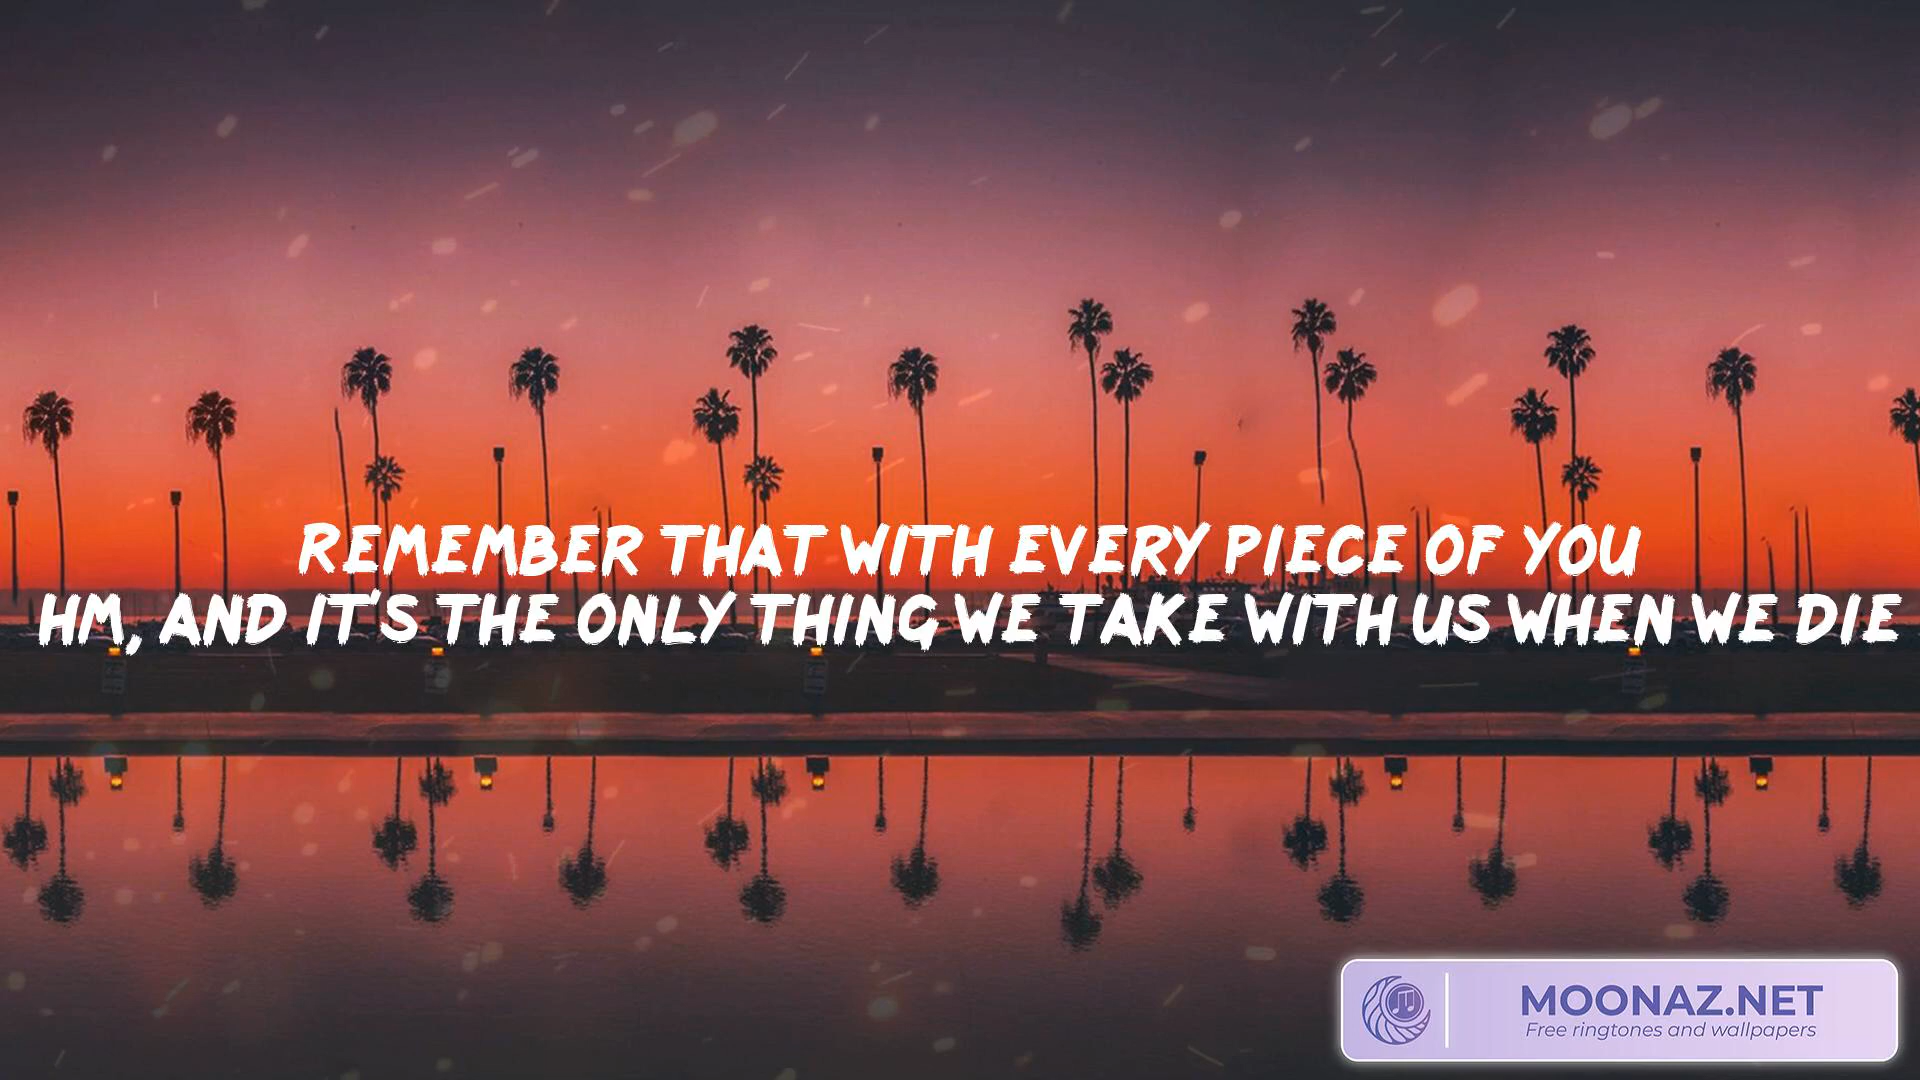 REMEMBER THAT WITH EVERY PIECE OF YOU
HM, AND IT'S THE ONLY THING WE TAKE WITH US WHEN WE DIE
MOONAZ.NET
Free ringtones and wallpapers